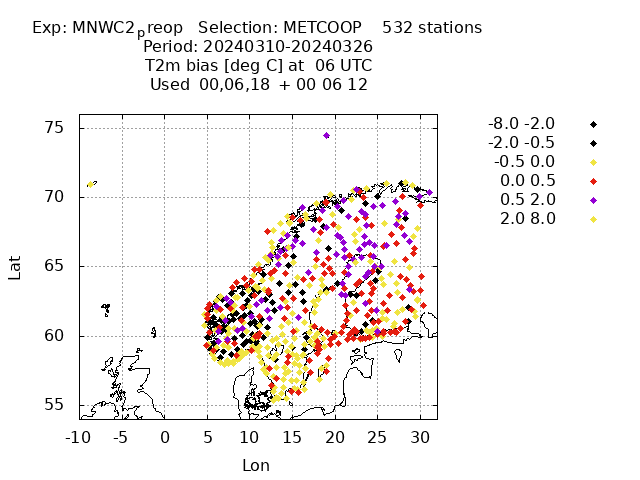 Exp: MNWC2preop Selection: METCOOP 532 stations
Period: 20240310-20240326
T2m bias [deg C] at 06 UTC
Used 00,06,18 + 00 06 12
-8.0 -2.0
-2.0 -0.5
-0.5 0.0
0.0 0.5
0.5 2.0
2.0 8.0
75
70
65
60
55
Lat
-10 -5 0 5 10 15 20 25 30
Lon